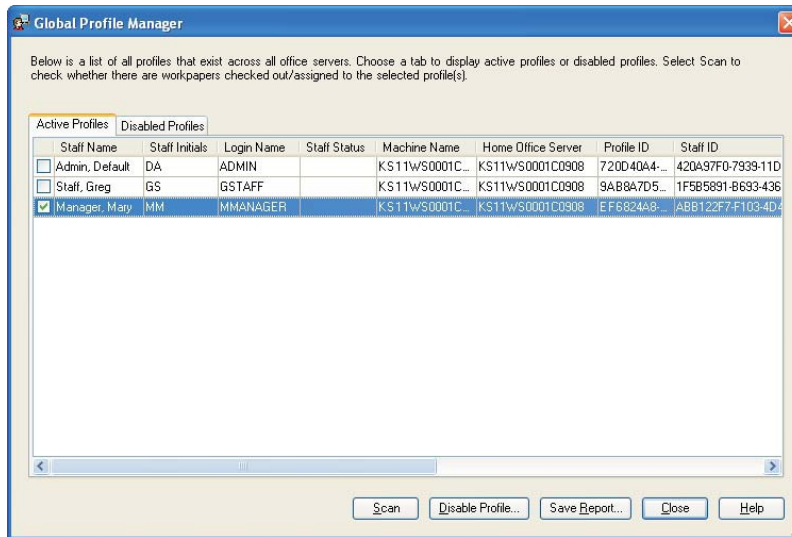 Global Profile Manager
Below is a list of all profiles that exist across all office servers. Choose a tab to display active profiles or disabled profiles. Select Scan to
check whether there are workpapers checked out/assigned to the selected profile(s).
Active Profiles Disabled Profiles
Staff Name Staff Initials Login Name Staff Status Machine Name Home Office Server Profile ID Staff ID
Admin, Default DA ADMIN KS11WS0001C... KS11WS0001C0908 720D40A4-... 420A97F0-7939-11D
Staff, Greg GS GSTAFF KS11WS0001C... KS11WS0001C0908 9AB8A7D5... 1F5B5891-B693-436
Manager, Mary MM MMANAGER KS11WS0001C... KS11WS0001C0908 EF6824A8-... ABB122F7-F103-4D4
Scan Disable Profile... Save Report... Close Help